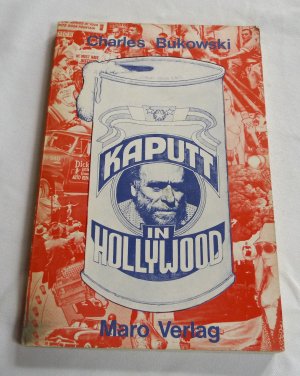 Charles Bukowski
KAPUTT
IN
HOLLYWOOD
Maro Verlag